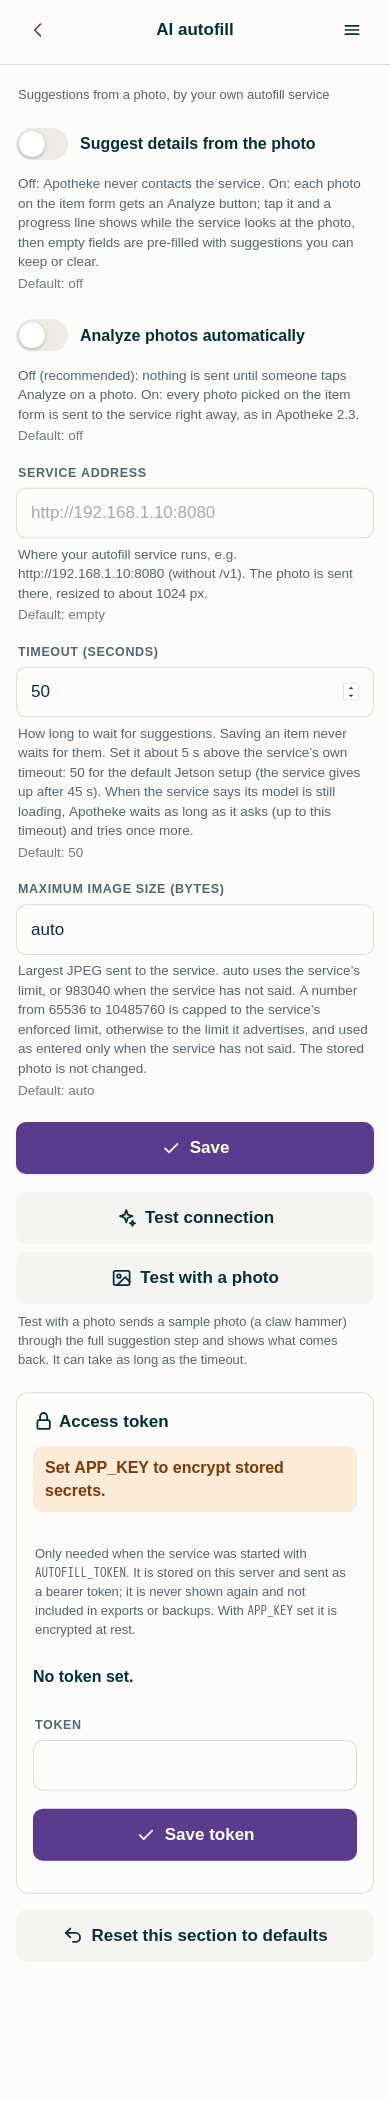 AI autofill
Suggestions from a photo, by your own autofill service
Suggest details from the photo
Off: Apotheke never contacts the service. On: each photo
on the item form gets an Analyze button; tap it and a
progress line shows while the service looks at the photo,
then empty fields are pre-filled with suggestions you can
keep or clear.
Default: off
Analyze photos automatically
Off (recommended): nothing is sent until someone taps
Analyze on a photo. On: every photo picked on the item
form is sent to the service right away, as in Apotheke 2.3.
Default: off
SERVICE ADDRESS
http://192.168.1.10:8080
Where your autofill service runs, e.g.
http://192.168.1.10:8080 (without /v1). The photo is sent
there, resized to about 1024 px.
Default: empty
TIMEOUT (SECONDS)
50
How long to wait for suggestions. Saving an item never
waits for them. Set it about 5 s above the service’s own
timeout: 50 for the default Jetson setup (the service gives
up after 45 s). When the service says its model is still
loading, Apotheke waits as long as it asks (up to this
timeout) and tries once more.
Default: 50
MAXIMUM IMAGE SIZE (BYTES)
auto
Largest JPEG sent to the service. auto uses the service’s
limit, or 983040 when the service has not said. A number
from 65536 to 10485760 is capped to the service’s
enforced limit, otherwise to the limit it advertises, and used
as entered only when the service has not said. The stored
photo is not changed.
Default: auto
Save
Test connection
Test with a photo
Test with a photo sends a sample photo (a claw hammer)
through the full suggestion step and shows what comes
back. It can take as long as the timeout.
Access token
Set APP_KEY to encrypt stored
secrets.
Only needed when the service was started with
AUTOFILL_TOKEN. It is stored on this server and sent as
a bearer token; it is never shown again and not
included in exports or backups. With APP_KEY set it is
encrypted at rest.
No token set.
TOKEN
Save token
Reset this section to defaults